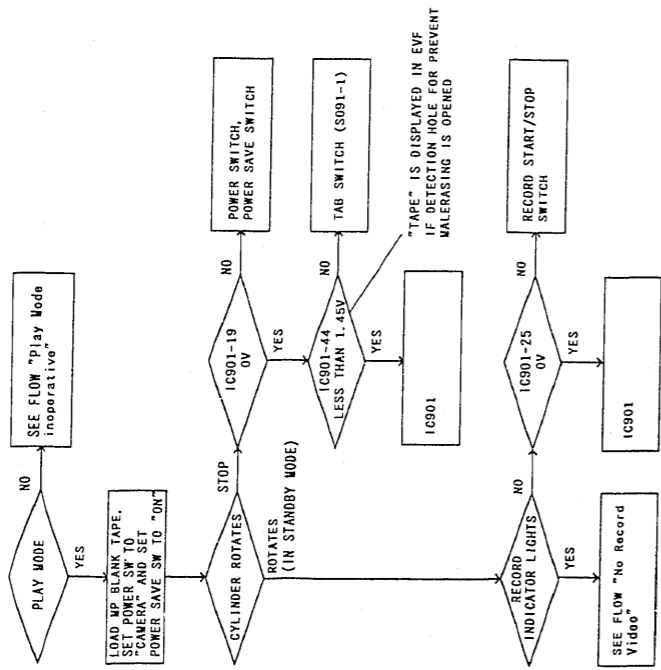 PLAY MODE
NO
SEE FLOW "Play Mode
inoperative"
YES
LOAD MP BLANK TAPE.
SET POWER SW TO
"CAMERA" AND SET
POWER SAVE SW TO "ON"
CYLINDER ROTATES
STOP
IC901-19
0V
NO
POWER SWITCH,
POWER SAVE SWITCH
YES
IC901-44
LESS THAN 1.45V
NO
TAB SWITCH (S091-1)
YES
IC901
"TAPE" IS DISPLAYED IN EVF
IF DETECTION HOLE FOR PREVENT
MALERASING IS OPENED
ROTATES
(IN STANDBY MODE)
RECORD
INDICATOR LIGHTS
NO
IC901-25
0V
NO
RECORD START/STOP
SWITCH
YES
IC901
YES
SEE FLOW "No Record
Video"